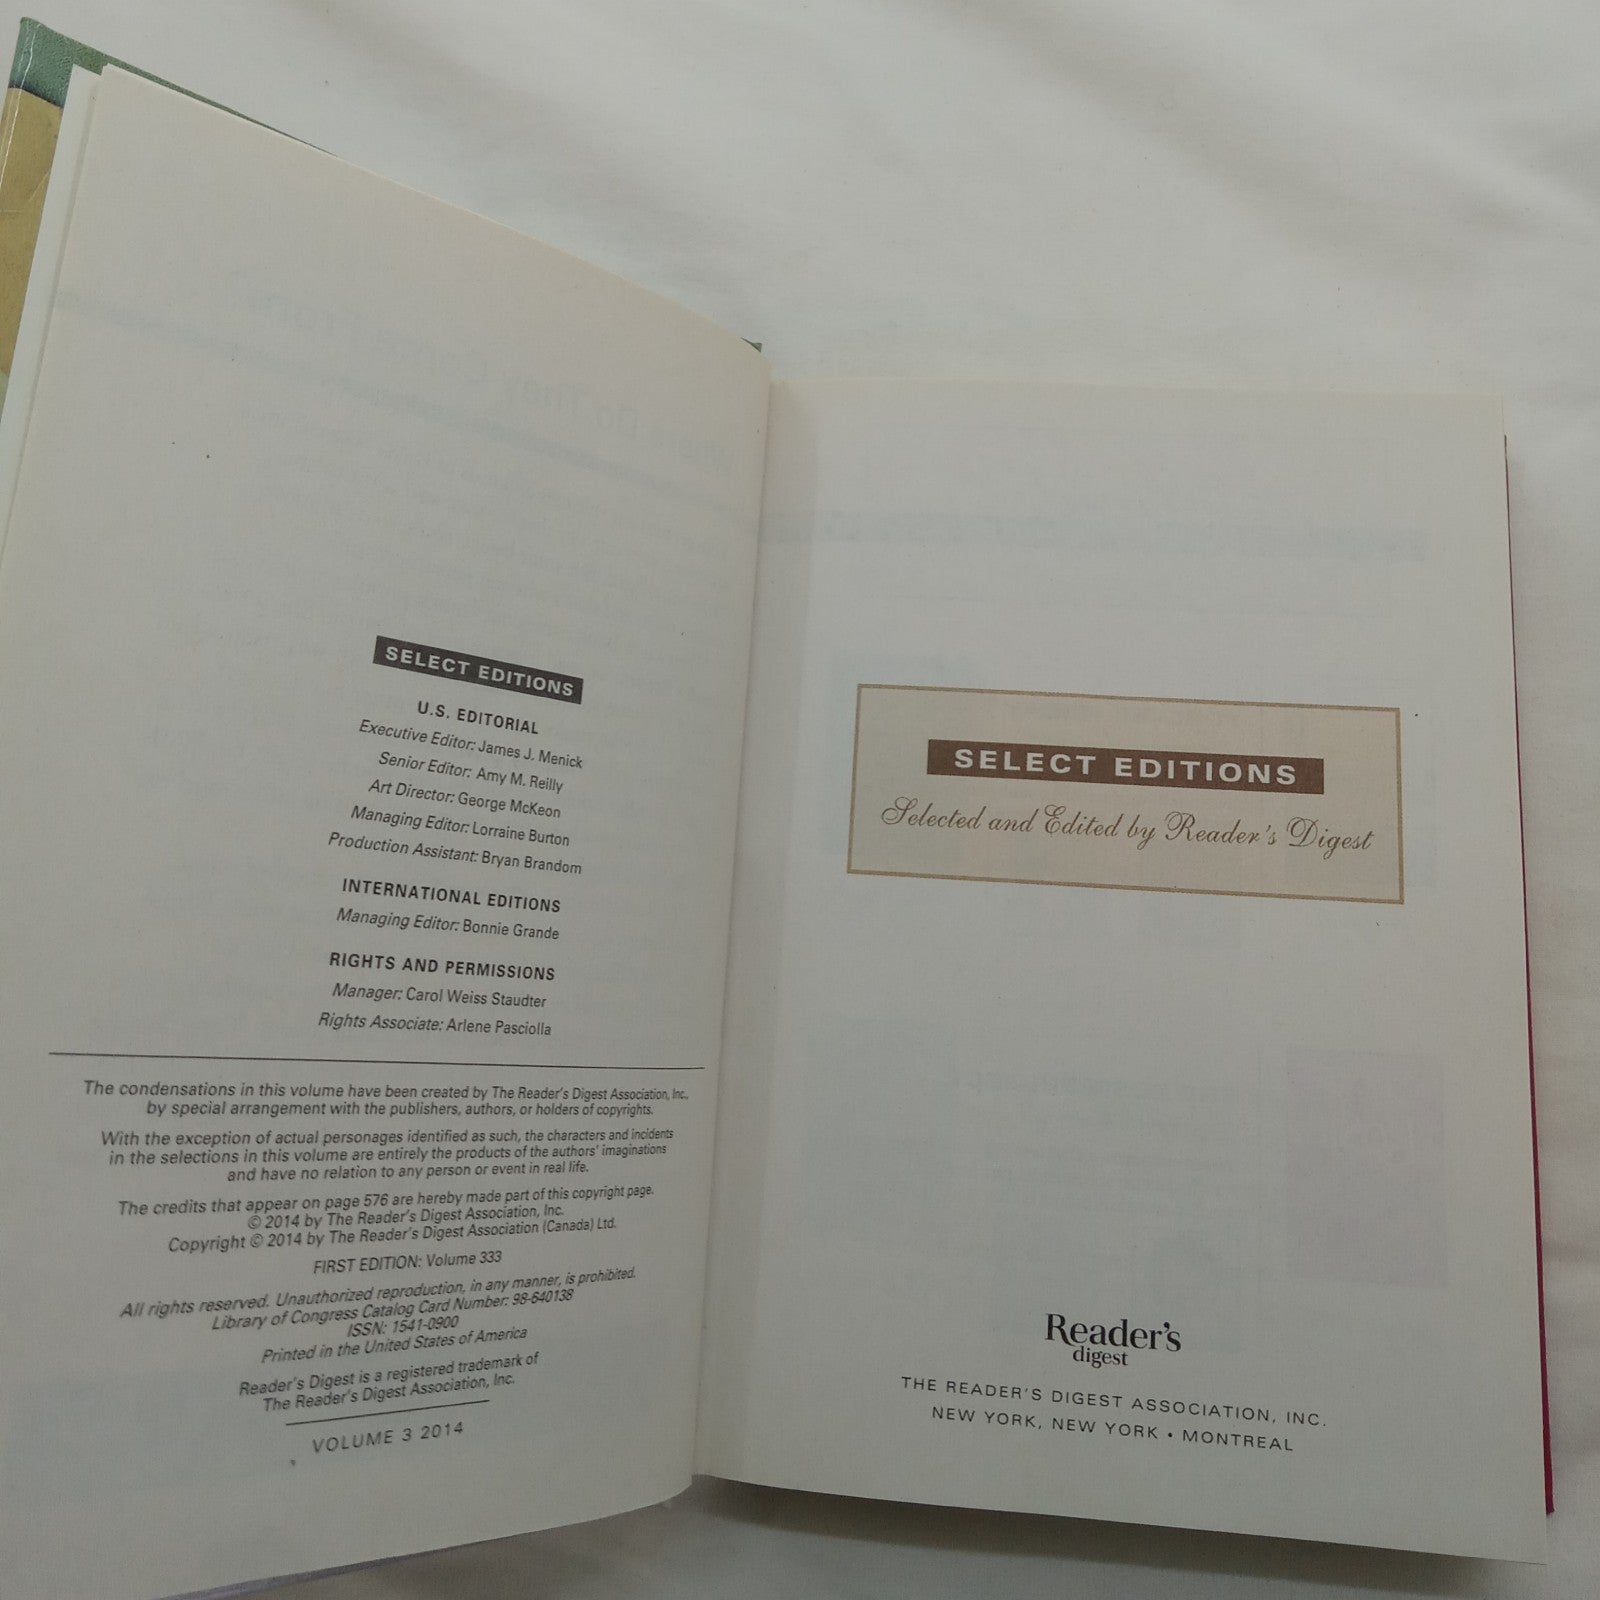 SELECT EDITIONS
U.S. EDITORIAL
Executive Editor: James J. Menick
Senior Editor: Amy M. Reilly
Art Director: George McKeon
Managing Editor: Lorraine Burton
Production Assistant: Bryan Brandom
INTERNATIONAL EDITIONS
Managing Editor: Bonnie Grande
RIGHTS AND PERMISSIONS
Manager: Carol Weiss Staudter
Rights Associate: Arlene Pasciolla
The condensations in this volume have been created by The Reader's Digest Association, Inc.,
by special arrangement with the publishers, authors, or holders of copyrights.
With the exception of actual personages identified as such, the characters and incidents
in the selections in this volume are entirely the products of the authors' imaginations
and have no relation to any person or event in real life.
The credits that appear on page 576 are hereby made part of this copyright page.
© 2014 by The Reader's Digest Association, Inc.
Copyright © 2014 by The Reader's Digest Association (Canada) Ltd.
FIRST EDITION: Volume 333
All rights reserved. Unauthorized reproduction, in any manner, is prohibited.
Library of Congress Catalog Card Number: 98-640138
ISSN: 1541-0900
Printed in the United States of America
Reader's Digest is a registered trademark of
The Reader's Digest Association, Inc.
VOLUME 3 2014
SELECT EDITIONS
Selected and Edited by Reader's Digest
Reader's
digest
THE READER'S DIGEST ASSOCIATION, INC.
NEW YORK, NEW YORK • MONTREAL